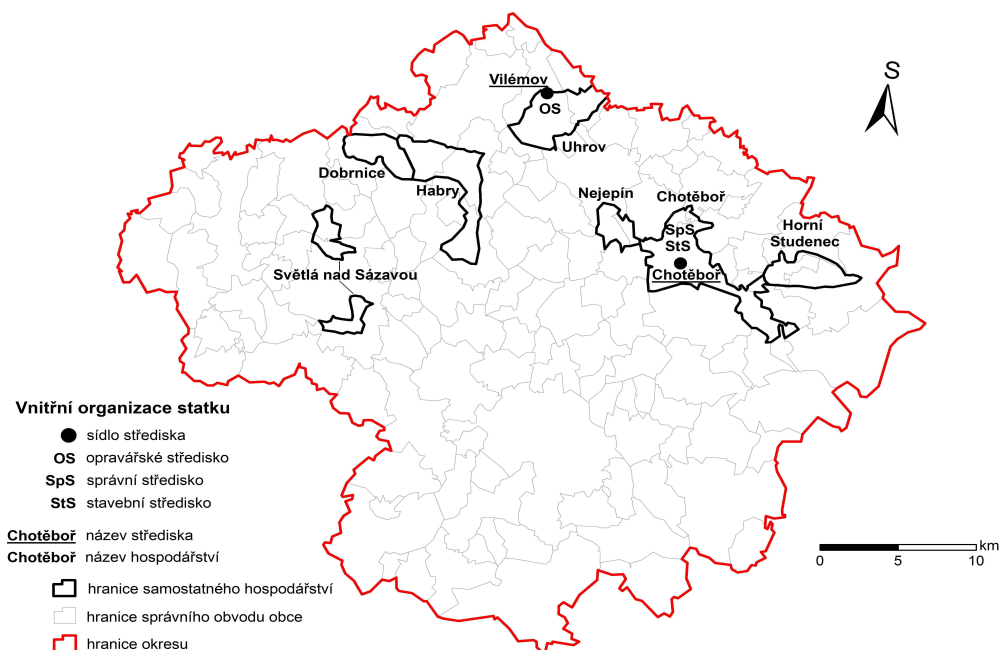 S
Vilémov
OS
Uhrov
Dobrnice
Habry
Nejepín
Chotěboř
SpS
StS
Chotěboř
Horní
Studenec
Světlá nad Sázavou
Vnitřní organizace statku
sídlo střediska
OS opravářské středisko
SpS správní středisko
StS stavební středisko
Chotěboř název střediska
Chotěboř název hospodářství
hranice samostatného hospodářství
hranice správního obvodu obce
hranice okresu
km
0 5 10